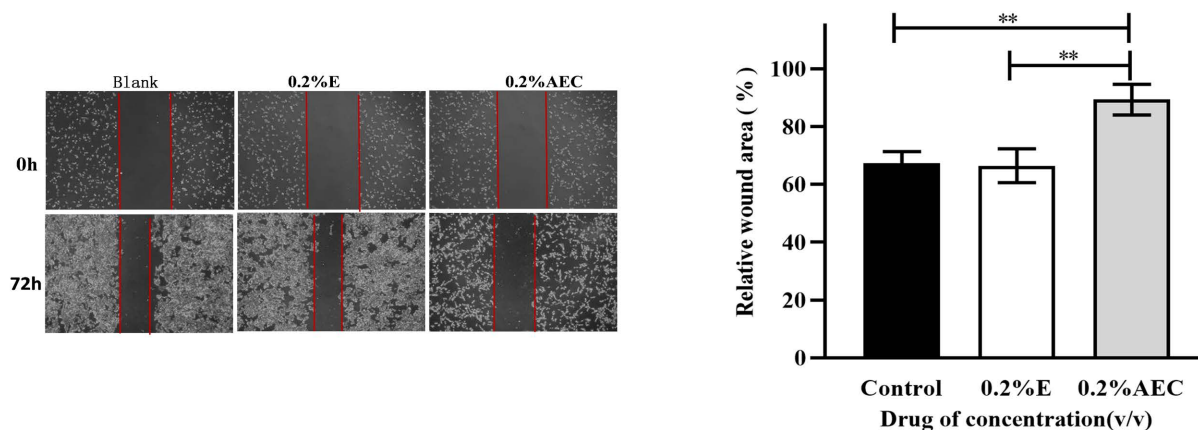 Blank 0.2%E 0.2%AEC
0h
72h
** 
**
Relative wound area ( % )
100
80
60
40
20
0
Control 0.2%E 0.2%AEC
Drug of concentration(v/v)